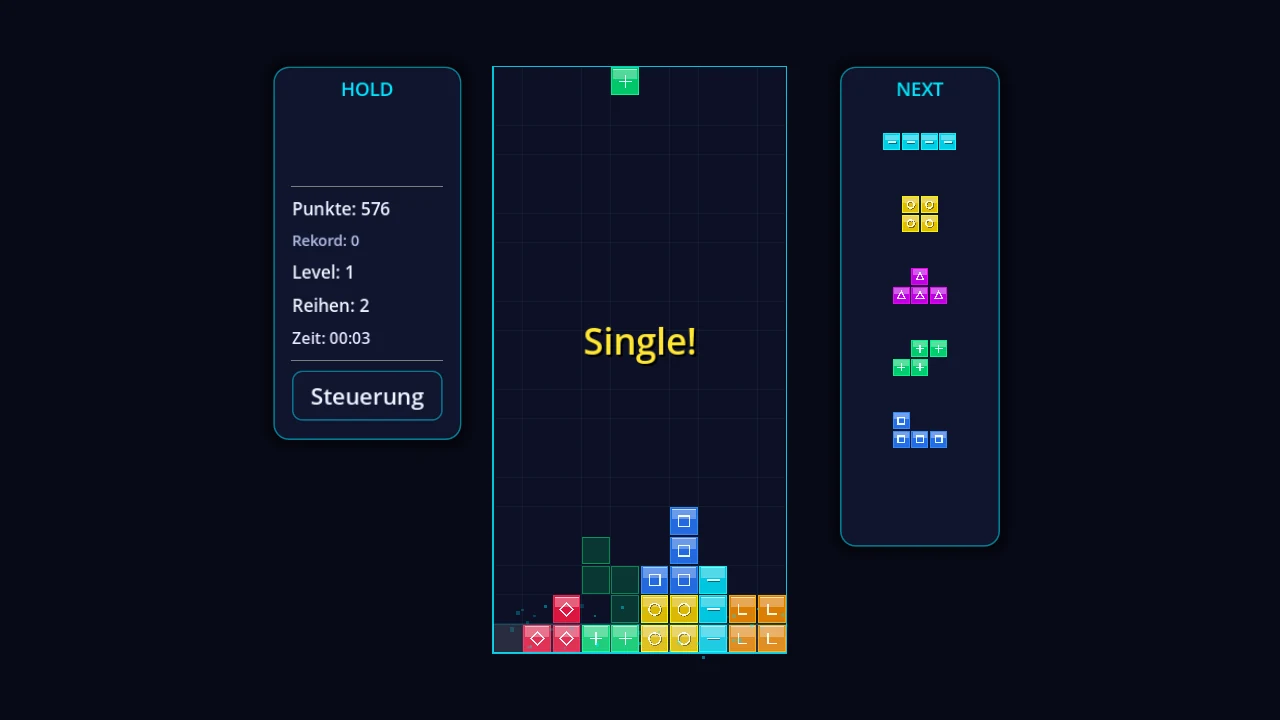 HOLD
Punkte: 576
Rekord: 0
Level: 1
Reihen: 2
Zeit: 00:03
Steuerung
Single!
NEXT